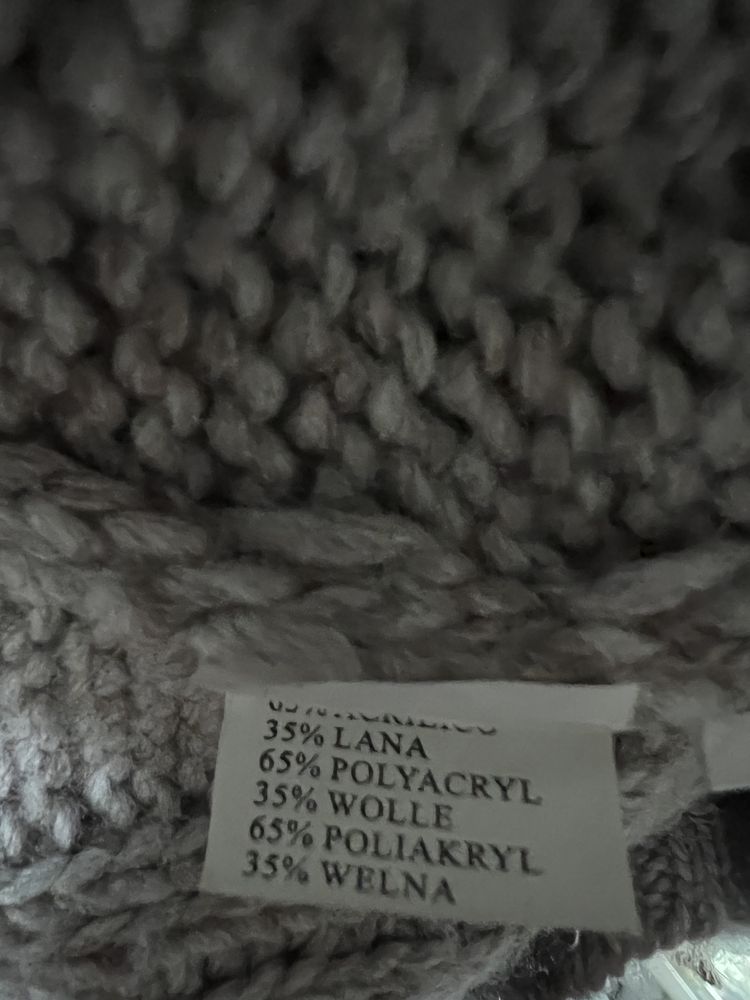 35% LANA
65% POLYACRYL
35% WOLLE
65% POLIAKRYL
35% WELNA